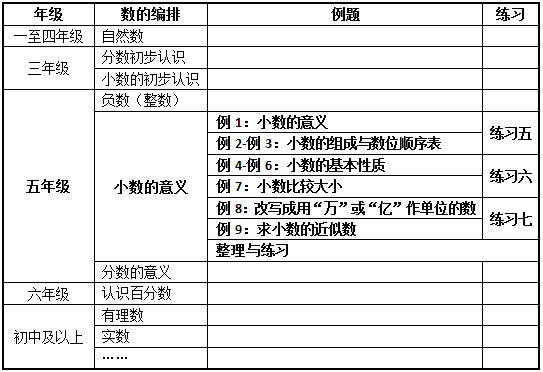 年级 数的编排 例题 练习
一至四年级 自然数
三年级 分数初步认识
小数的初步认识
五年级 负数（整数）
小数的意义 例 1：小数的意义 练习五
例 2-例 3：小数的组成与数位顺序表
例 4-例 6：小数的基本性质 练习六
例 7：小数比较大小
例 8：改写成用“万”或“亿”作单位的数 练习七
例 9：求小数的近似数
整理与练习
分数的意义
六年级 认识百分数
初中及以上 有理数
实数
……